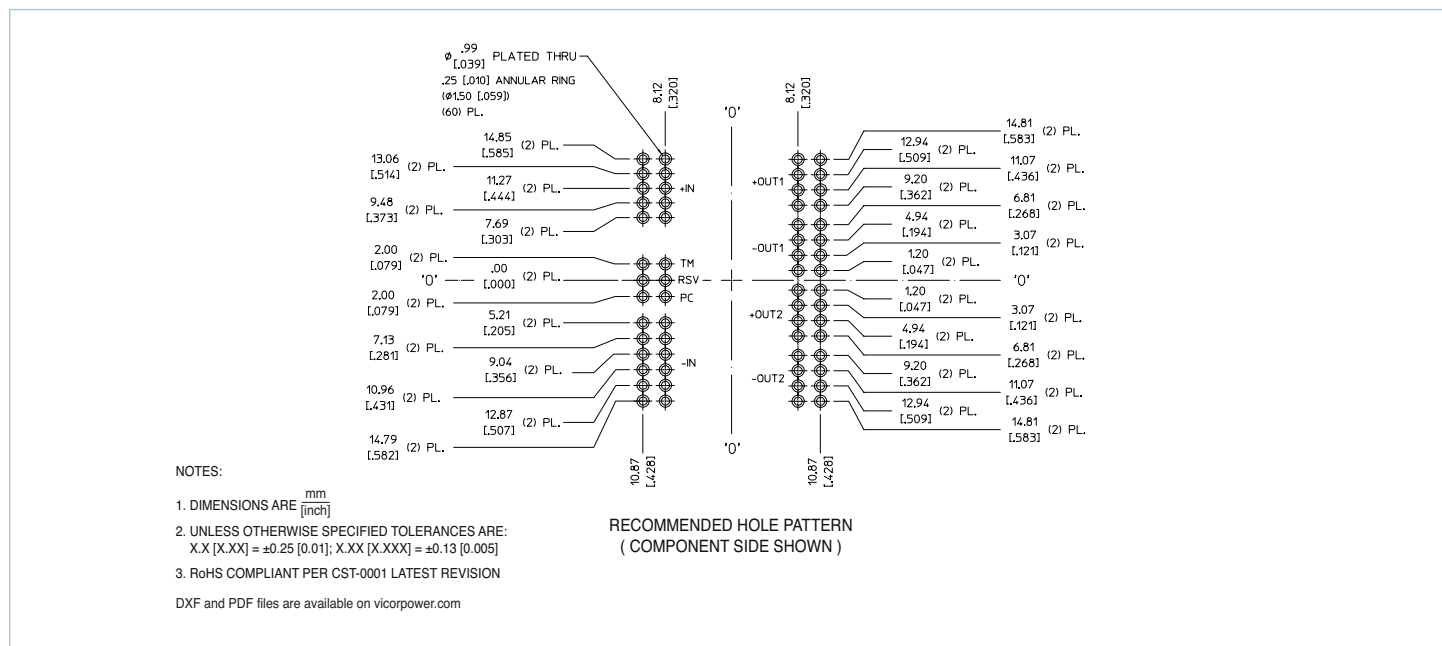 ø .99 [.039] PLATED THRU
.25 [.010] ANNULAR RING
(ø1.50 [.059])
(60) PL.
8.12 [.320]
'0'
8.12 [.320]
14.85 [.585] (2) PL.
13.06 [.514] (2) PL.
11.27 [.444] (2) PL.
9.48 [.373] (2) PL.
7.69 [.303] (2) PL.
2.00 [.079] (2) PL.
'0'
.00 [.000] (2) PL.
2.00 [.079] (2) PL.
5.21 [.205] (2) PL.
7.13 [.281] (2) PL.
9.04 [.356] (2) PL.
10.96 [.431] (2) PL.
12.87 [.507] (2) PL.
14.79 [.582] (2) PL.
+IN
TM
RSV
PC
-IN
+OUT1
-OUT1
+OUT2
-OUT2
14.81 [.583] (2) PL.
12.94 [.509] (2) PL.
11.07 [.436] (2) PL.
9.20 [.362] (2) PL.
6.81 [.268] (2) PL.
4.94 [.194] (2) PL.
3.07 [.121] (2) PL.
1.20 [.047] (2) PL.
'0'
1.20 [.047] (2) PL.
3.07 [.121] (2) PL.
4.94 [.194] (2) PL.
6.81 [.268] (2) PL.
9.20 [.362] (2) PL.
11.07 [.436] (2) PL.
12.94 [.509] (2) PL.
14.81 [.583] (2) PL.
10.87 [.428]
'0'
10.87 [.428]
RECOMMENDED HOLE PATTERN
( COMPONENT SIDE SHOWN )
NOTES:
1. DIMENSIONS ARE mm [inch]
2. UNLESS OTHERWISE SPECIFIED TOLERANCES ARE:
X.X [X.XX] = ±0.25 [0.01]; X.XX [X.XXX] = ±0.13 [0.005]
3. RoHS COMPLIANT PER CST-0001 LATEST REVISION
DXF and PDF files are available on vicorpower.com